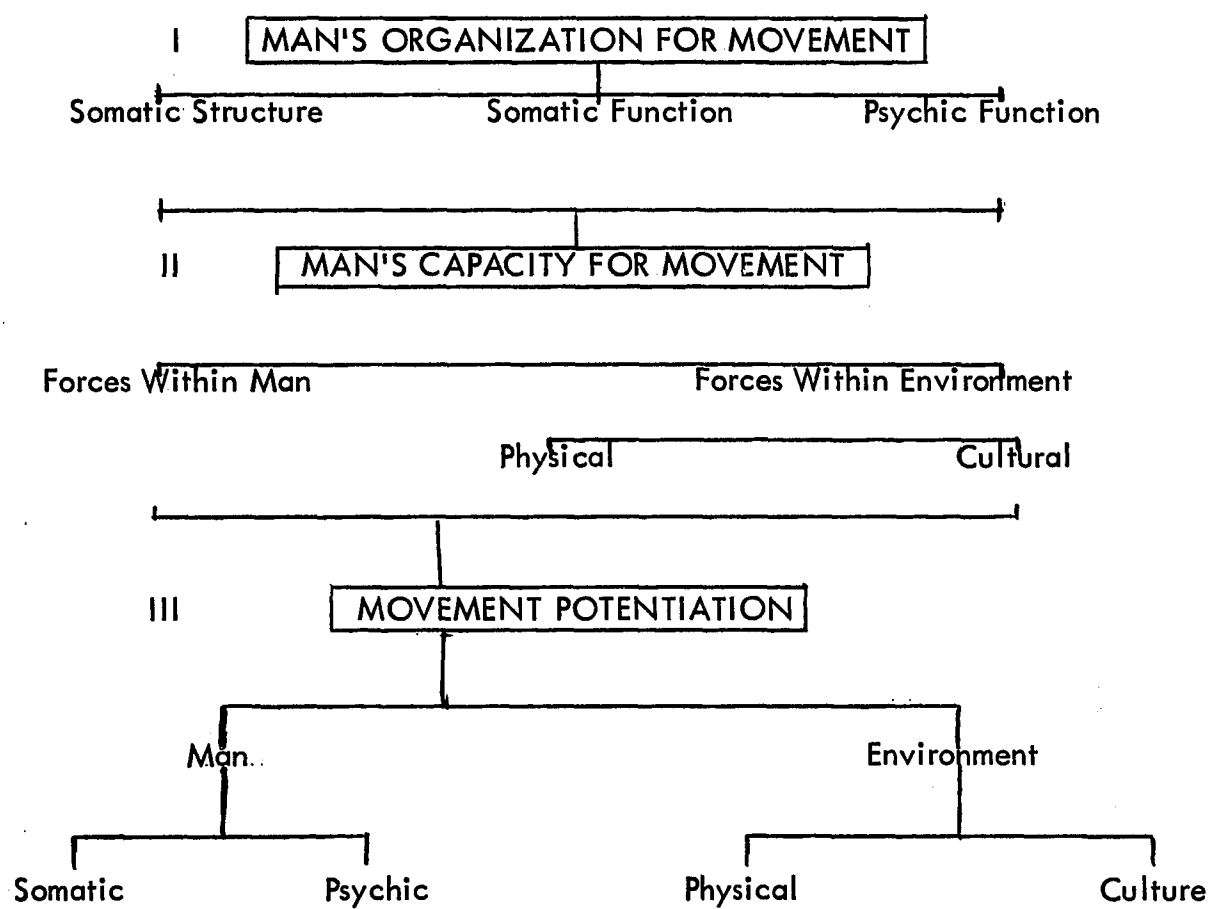 I MAN'S ORGANIZATION FOR MOVEMENT
Somatic Structure Somatic Function Psychic Function
II MAN'S CAPACITY FOR MOVEMENT
Forces Within Man Forces Within Environment
Physical Cultural
III MOVEMENT POTENTIATION
Man Environment
Somatic Psychic Physical Culture